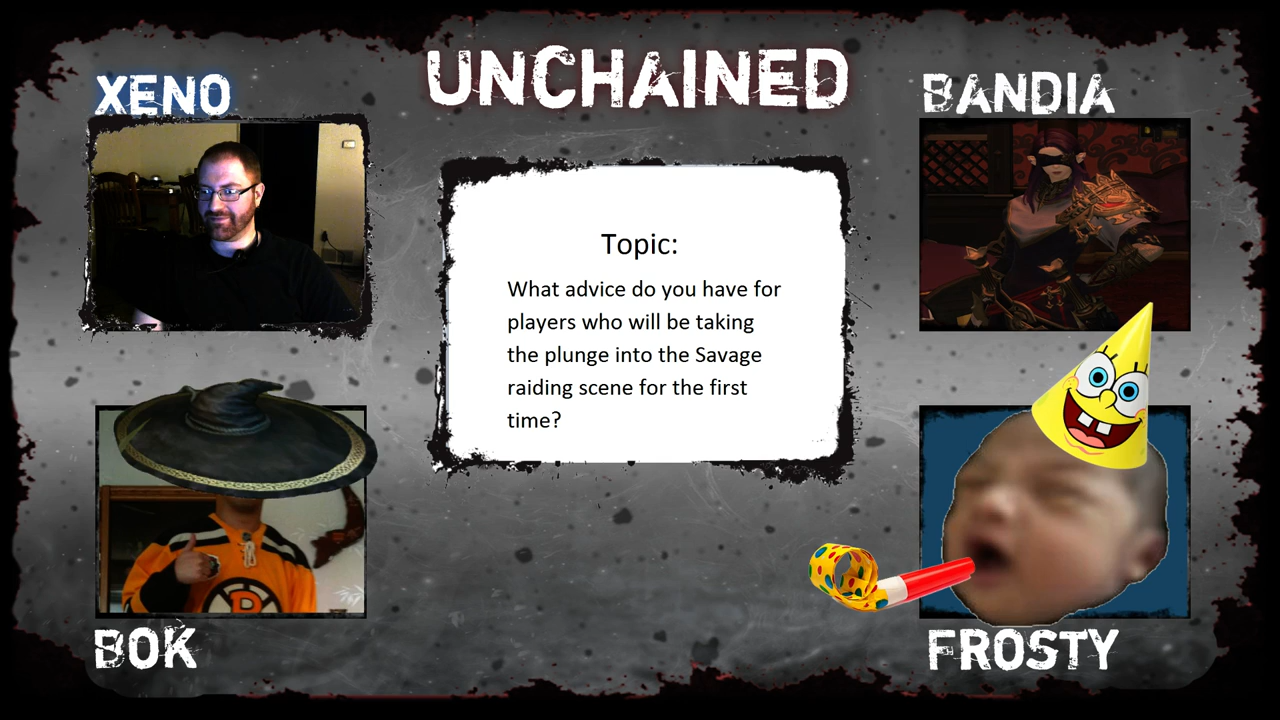 UNCHAINED
XENO
BANDIA
Topic:
What advice do you have for
players who will be taking
the plunge into the Savage
raiding scene for the first
time?
BOK
FROSTY